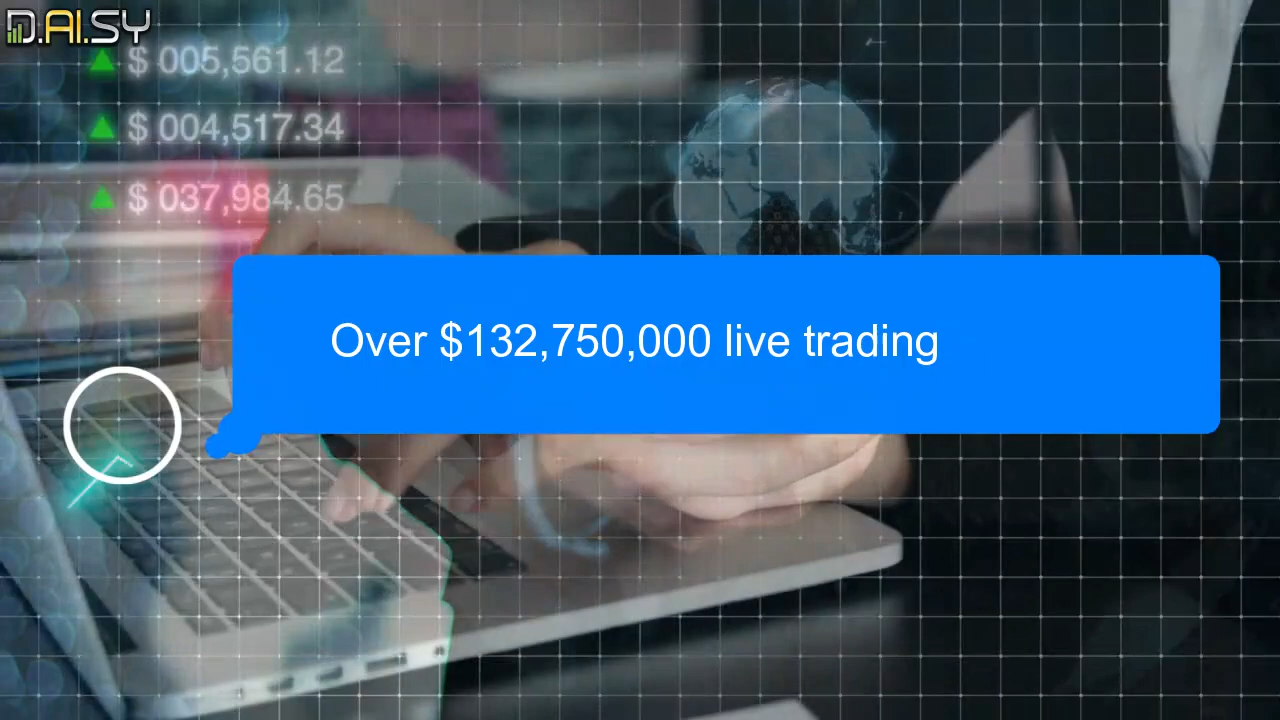 D.AI.SY
$ 005,561.12
$ 004,517.34
$ 037,984.65
Over $132,750,000 live trading